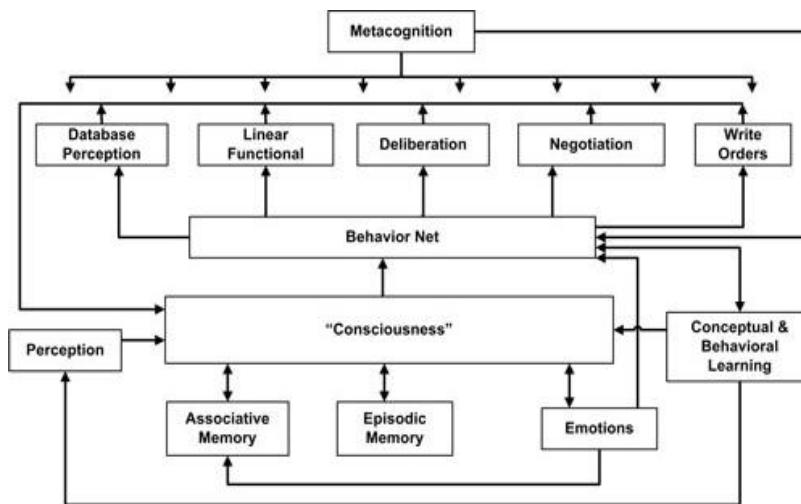 Metacognition
Database
Perception
Linear
Functional
Deliberation
Negotiation
Write
Orders
Behavior Net
“Consciousness”
Perception
Conceptual &
Behavioral
Learning
Associative
Memory
Episodic
Memory
Emotions